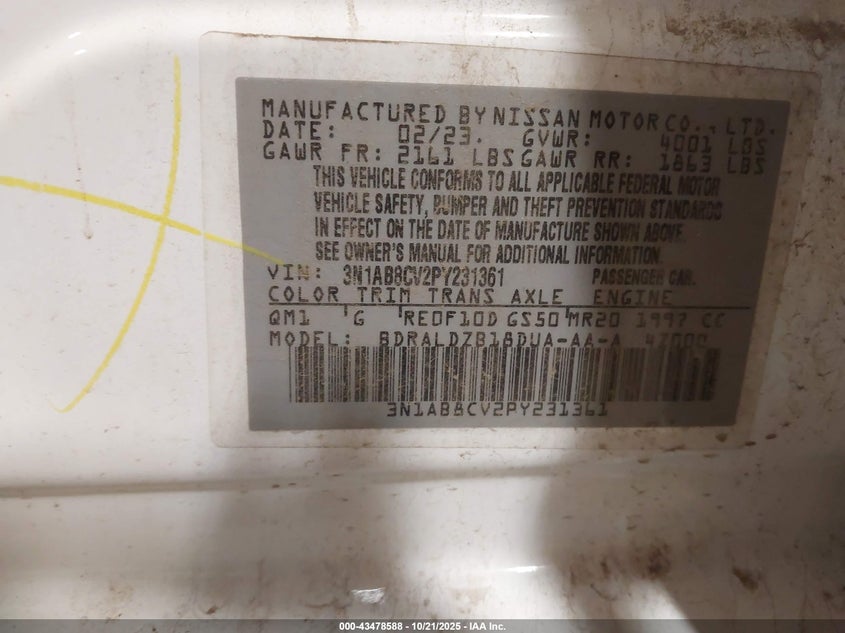 MANUFACTURED BY NISSAN MOTOR CO., LTD.
DATE: 02/23. GVWR: 4001 LBS
GAWR FR: 2161 LBS GAWR RR: 1863 LBS
THIS VEHICLE CONFORMS TO ALL APPLICABLE FEDERAL MOTOR
VEHICLE SAFETY, BUMPER AND THEFT PREVENTION STANDARDS
IN EFFECT ON THE DATE OF MANUFACTURE SHOWN ABOVE.
SEE OWNER'S MANUAL FOR ADDITIONAL INFORMATION.
VIN: 3N1AB8CV2PY231361 PASSENGER CAR.
COLOR TRIM TRANS AXLE ENGINE
QM1 G RE0F10D GS50 MR20 1997 CC
MODEL: BDRALDZB18DUA-AA-A
3N1AB8CV2PY231361
000-43478588 - 10/21/2025 - IAA Inc.